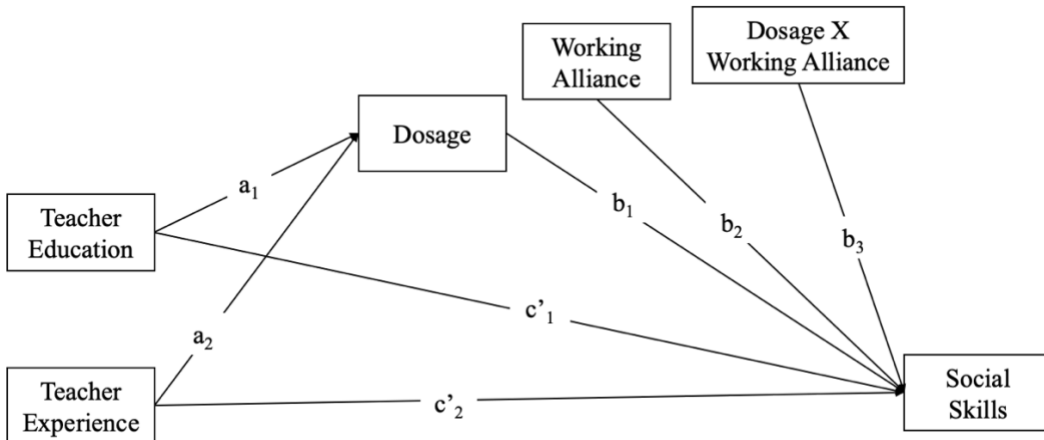 Working
Alliance
Dosage X
Working Alliance
Dosage
a₁
b₁
Teacher
Education
b₂
b₃
c’₁
a₂
Teacher
Experience
c’₂
Social
Skills